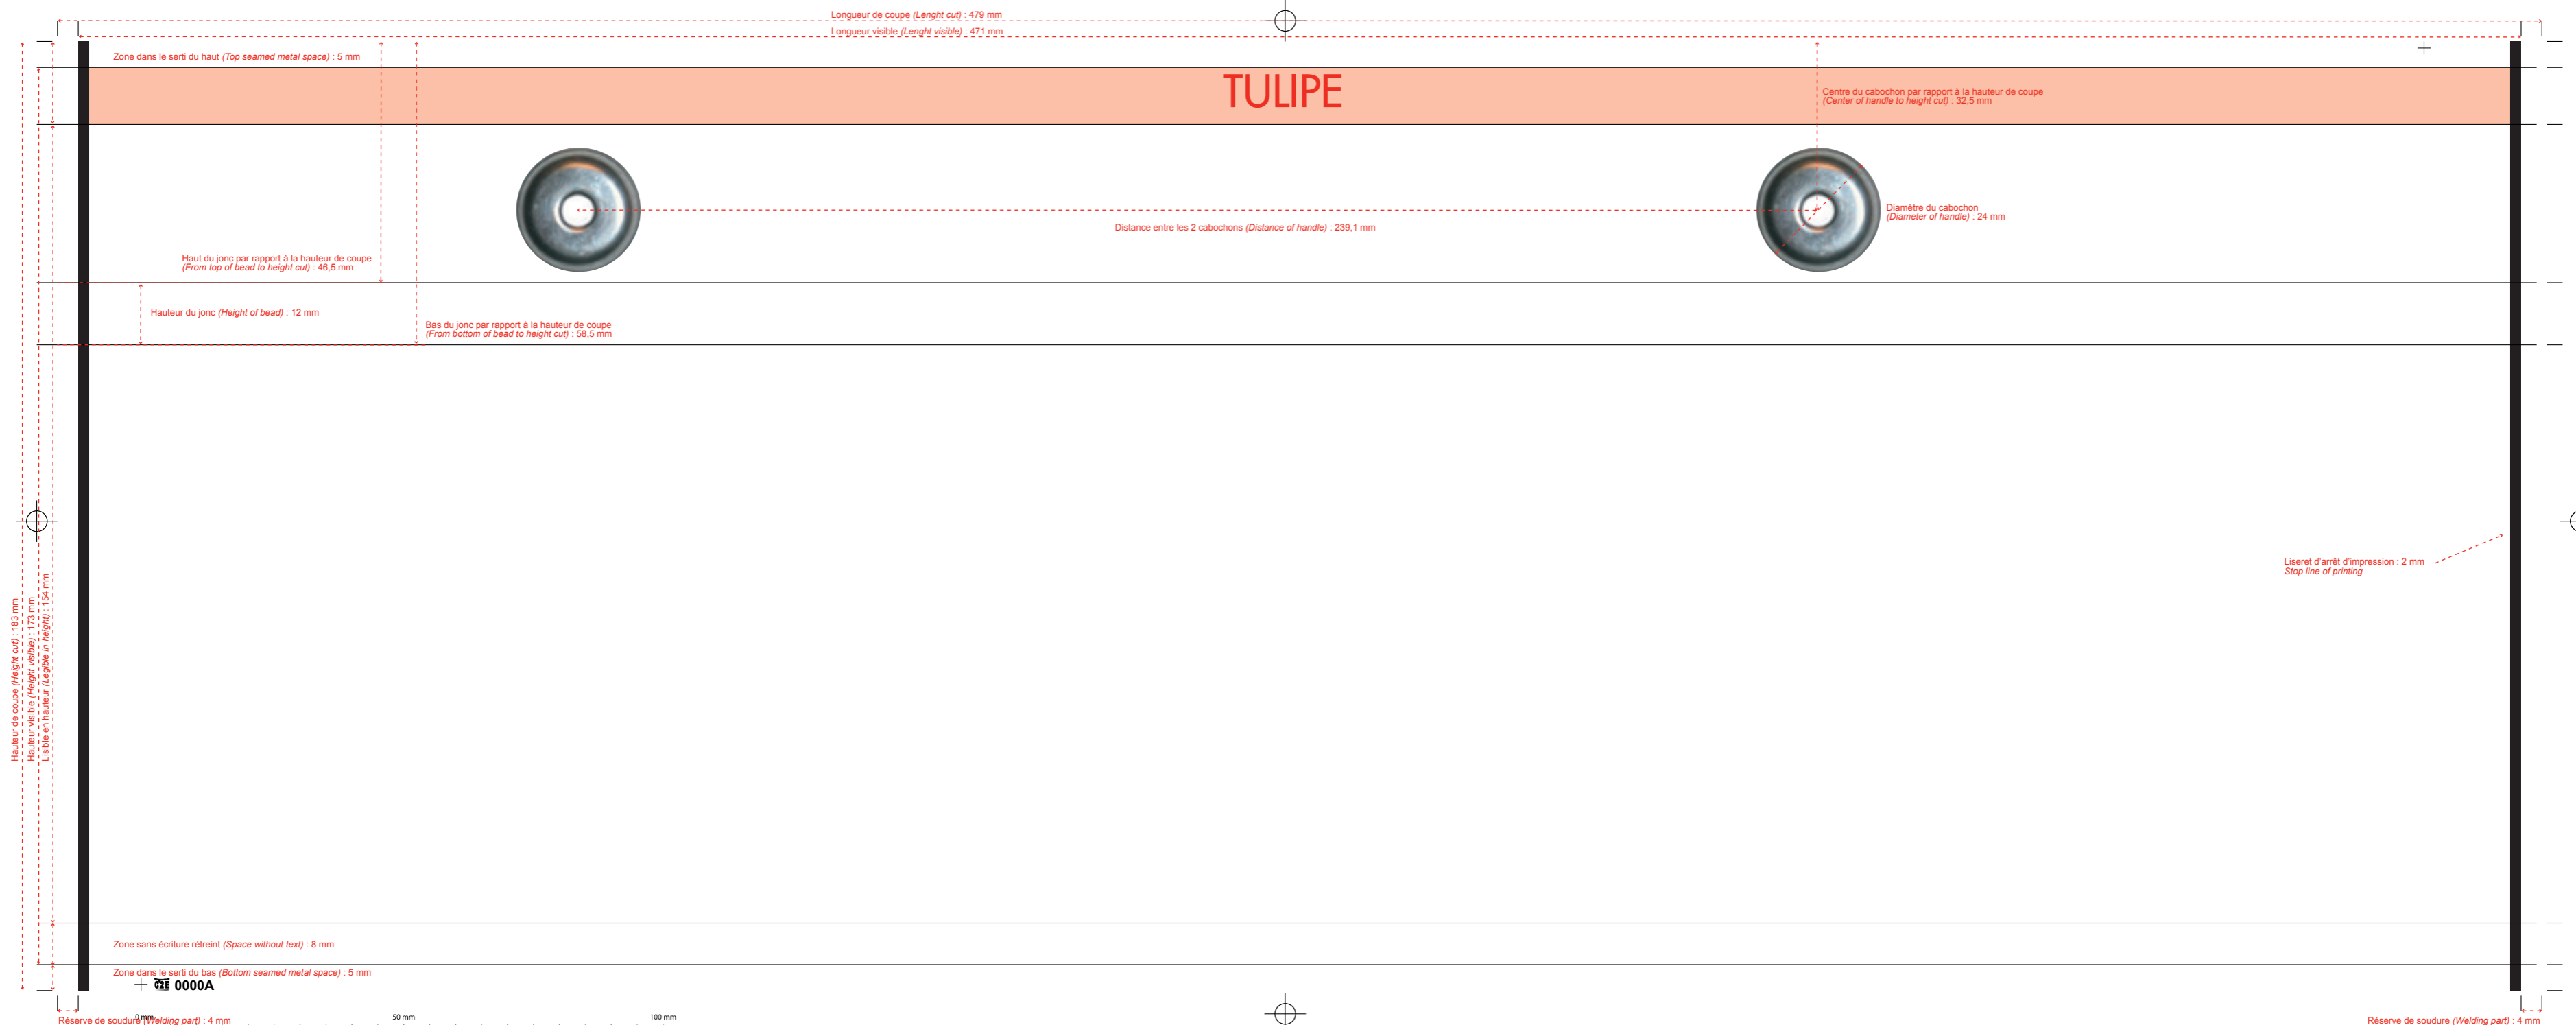 Longueur de coupe (Lenght cut) : 479 mm
Longueur visible (Lenght visible) : 471 mm
Zone dans le serti du haut (Top seamed metal space) : 5 mm
TULIPE
Centre du cabochon par rapport à la hauteur de coupe
(Center of handle to height cut) : 32,5 mm
Diamètre du cabochon
(Diameter of handle) : 24 mm
Distance entre les 2 cabochons (Distance of handle) : 239,1 mm
Haut du jonc par rapport à la hauteur de coupe
(From top of bead to height cut) : 46,5 mm
Hauteur du jonc (Height of bead) : 12 mm
Bas du jonc par rapport à la hauteur de coupe
(From bottom of bead to height cut) : 58,5 mm
Liseret d'arrêt d'impression : 2 mm
Stop line of printing
Hauteur de coupe (Height cut) : 183 mm
Hauteur visible (Height visible) : 173 mm
Lisible en hauteur (Legible in height) : 154 mm
Zone sans écriture rétreint (Space without text) : 8 mm
Zone dans le serti du bas (Bottom seamed metal space) : 5 mm
0000A
Réserve de soudure (Welding part) : 4 mm
0 mm
50 mm
100 mm
Réserve de soudure (Welding part) : 4 mm